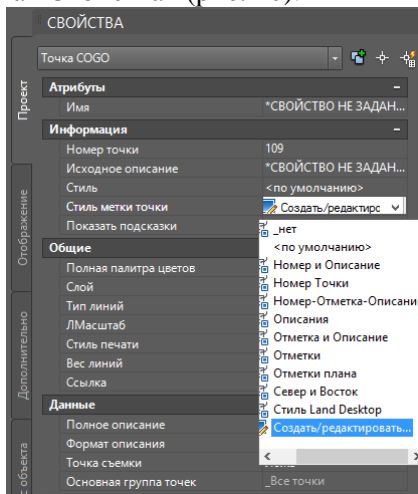 СВОЙСТВА
Точка COGO
Проект
Атрибуты
Имя *СВОЙСТВО НЕ ЗАДАН...
Информация
Номер точки 109
Исходное описание *СВОЙСТВО НЕ ЗАДАН...
Стиль <по умолчанию>
Стиль метки точки Создать/редактирс
Показать подсказки
_нет
<по умолчанию>
Номер и Описание
Номер Точки
Номер-Отметка-Описани
Описания
Отметка и Описание
Отметки
Отметки плана
Север и Восток
Стиль Land Desktop
Создать/редактировать...
Отображение
Общие
Полная палитра цветов
Слой
Тип линий
ЛМасштаб
Стиль печати
Вес линий
Ссылка
Дополнительно
Данные
Полное описание
Формат описания
Точка съемки
Основная группа точек _Все точки
с объекта